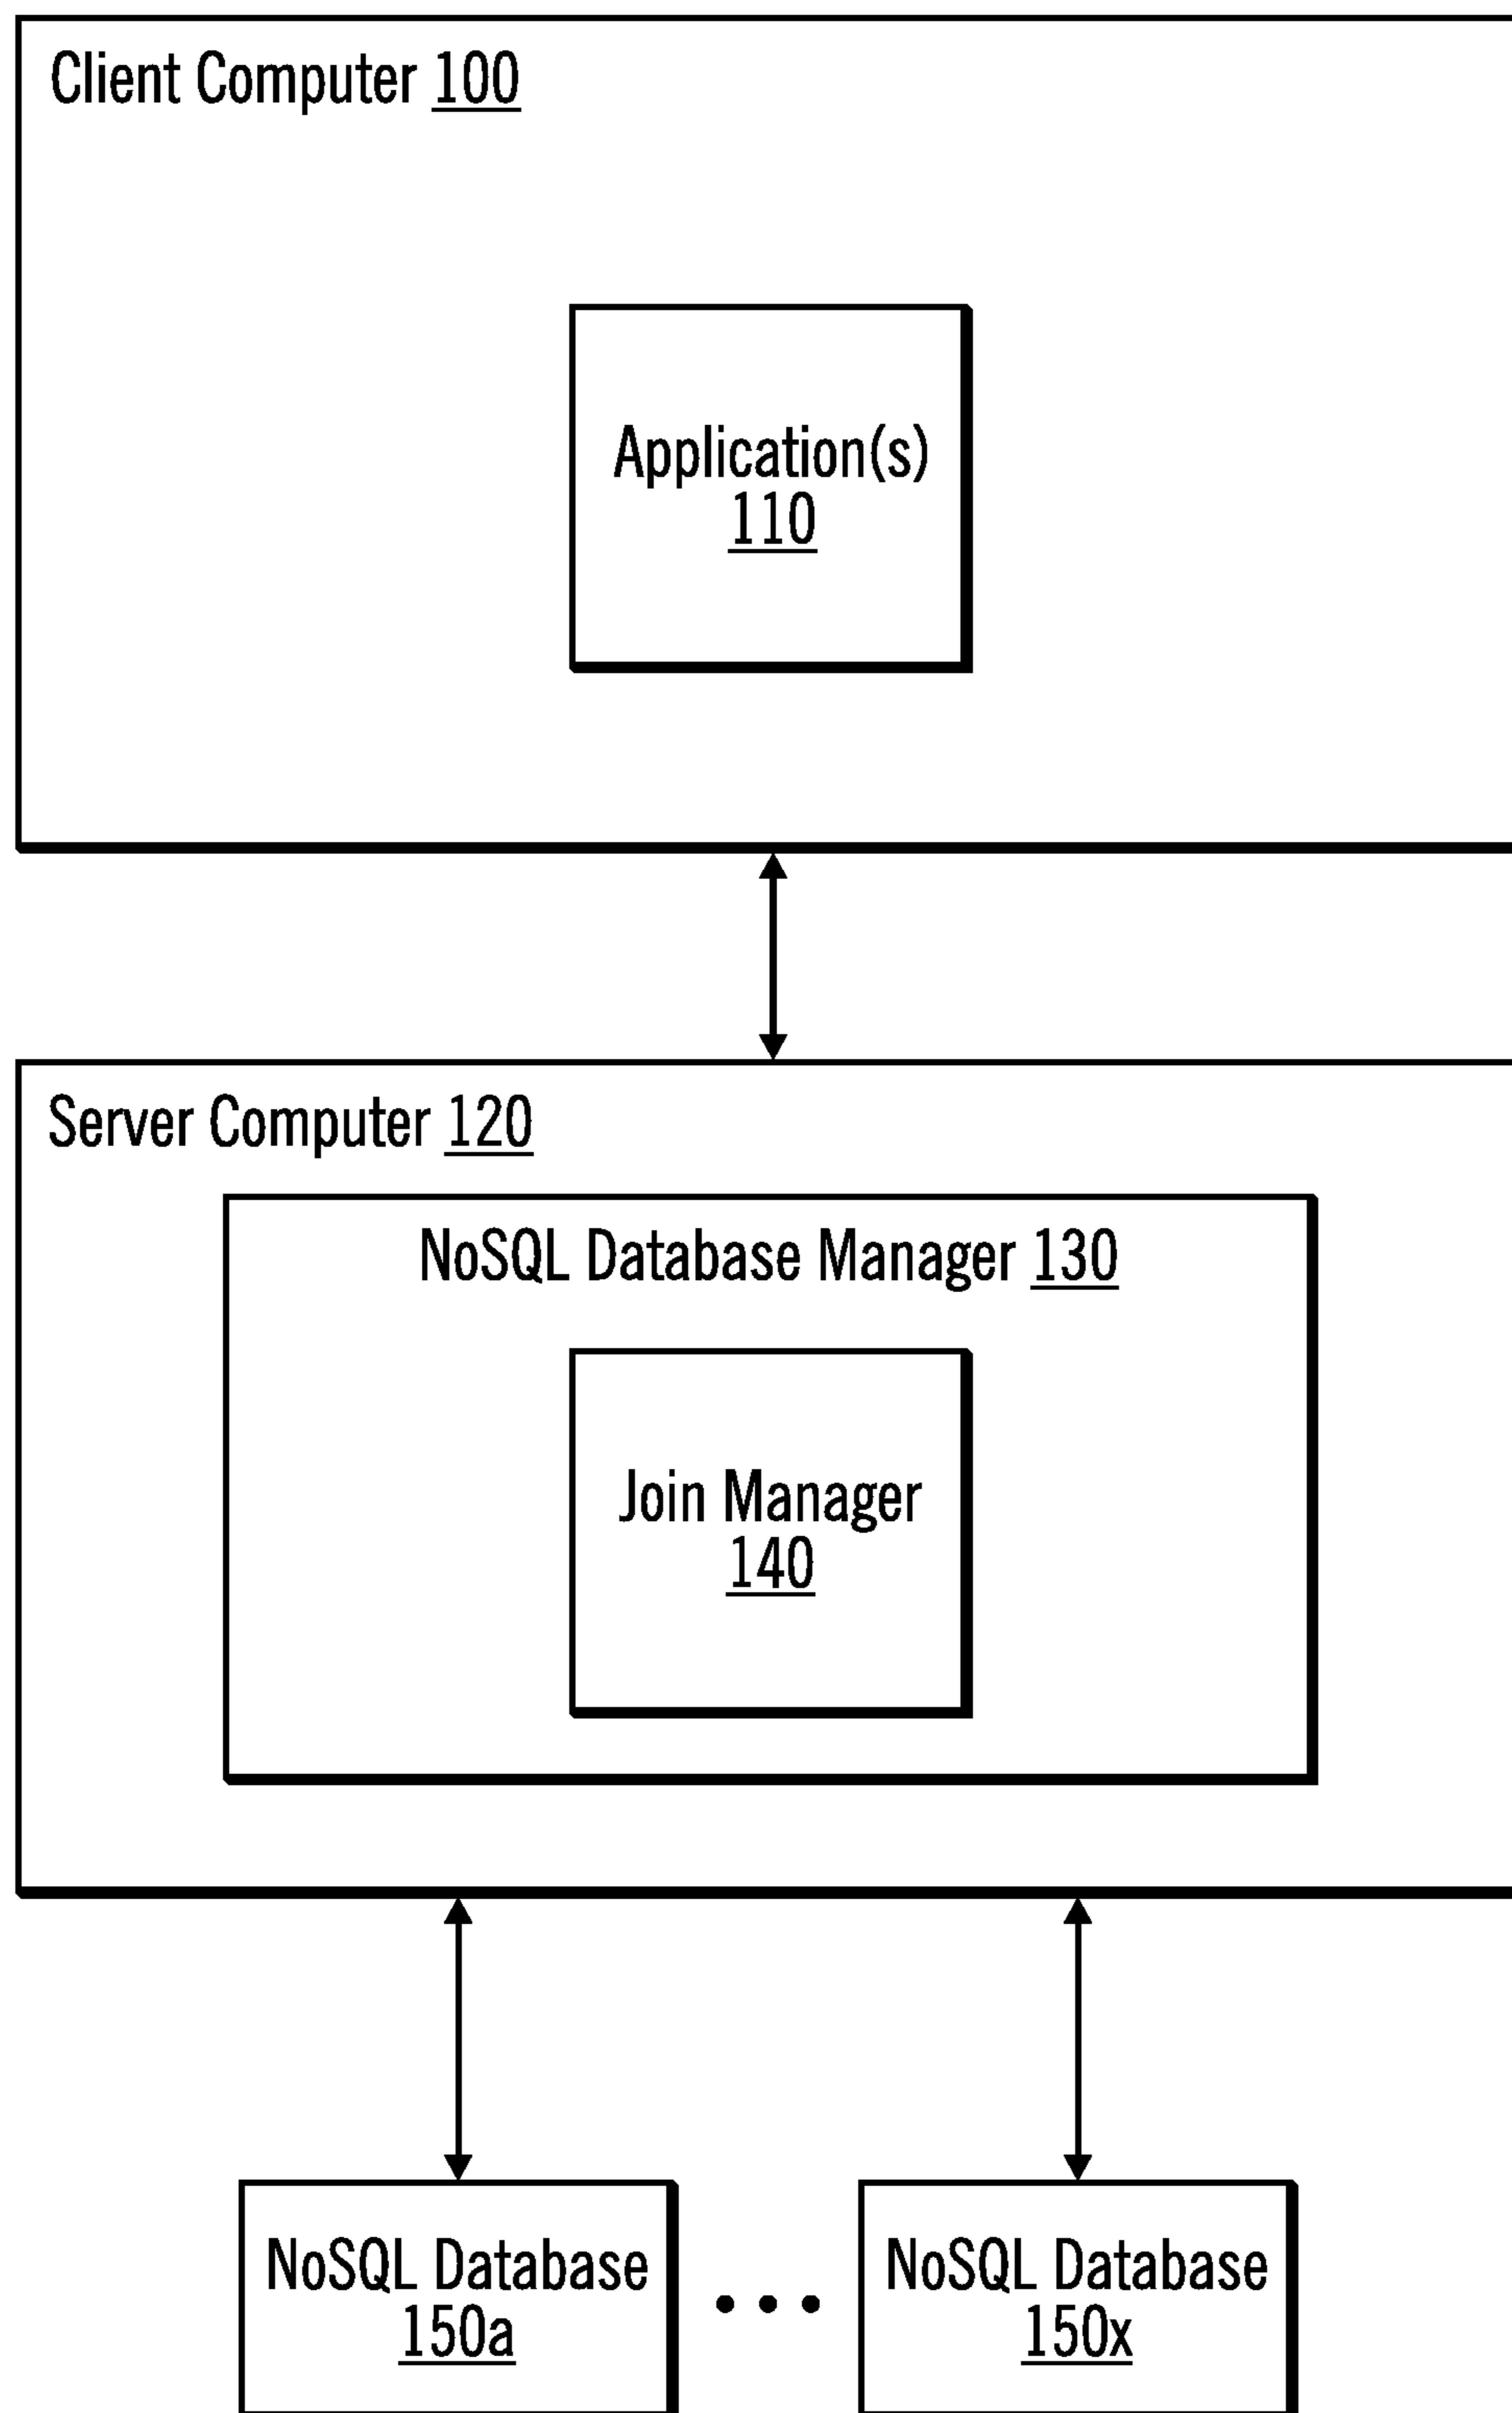 Client Computer 100
Application(s)
110
Server Computer 120
NoSQL Database Manager 130
Join Manager
140
NoSQL Database
150a
NoSQL Database
150x